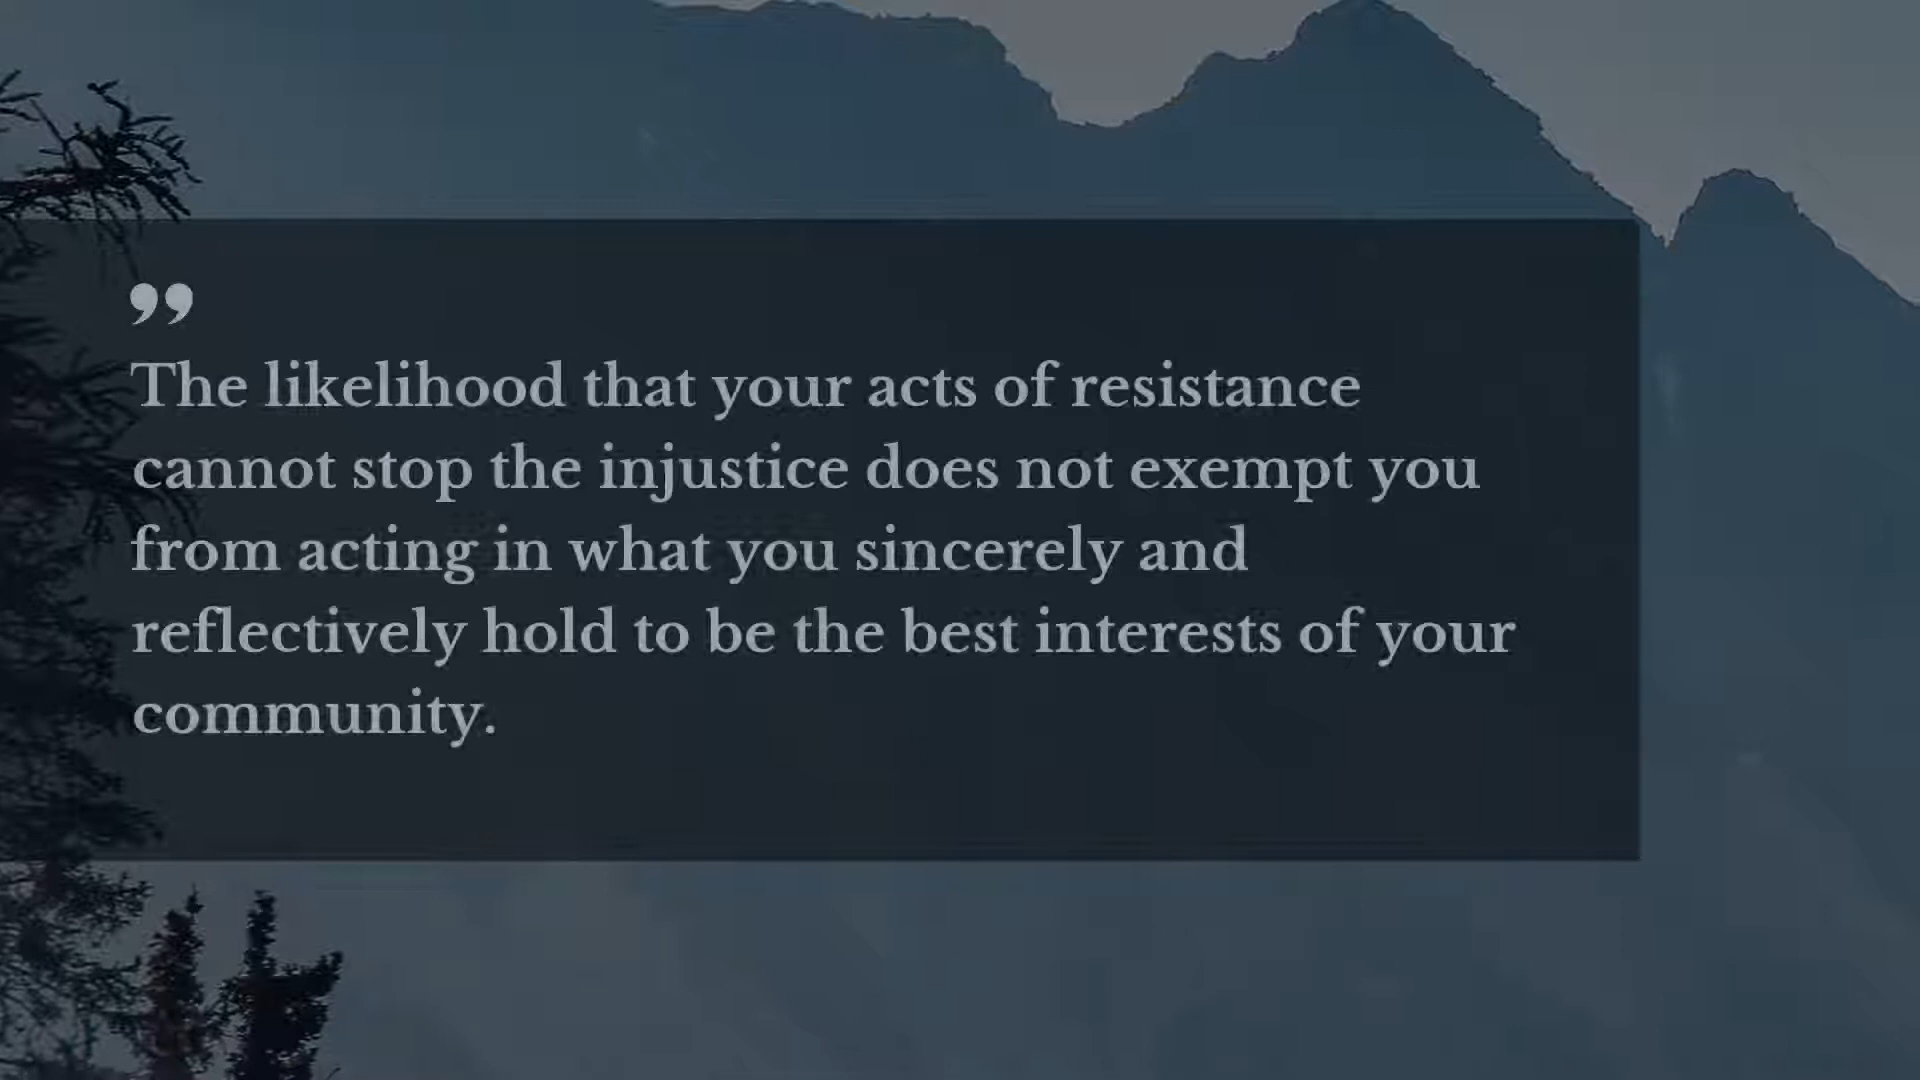 ”
The likelihood that your acts of resistance
cannot stop the injustice does not exempt you
from acting in what you sincerely and
reflectively hold to be the best interests of your
community.